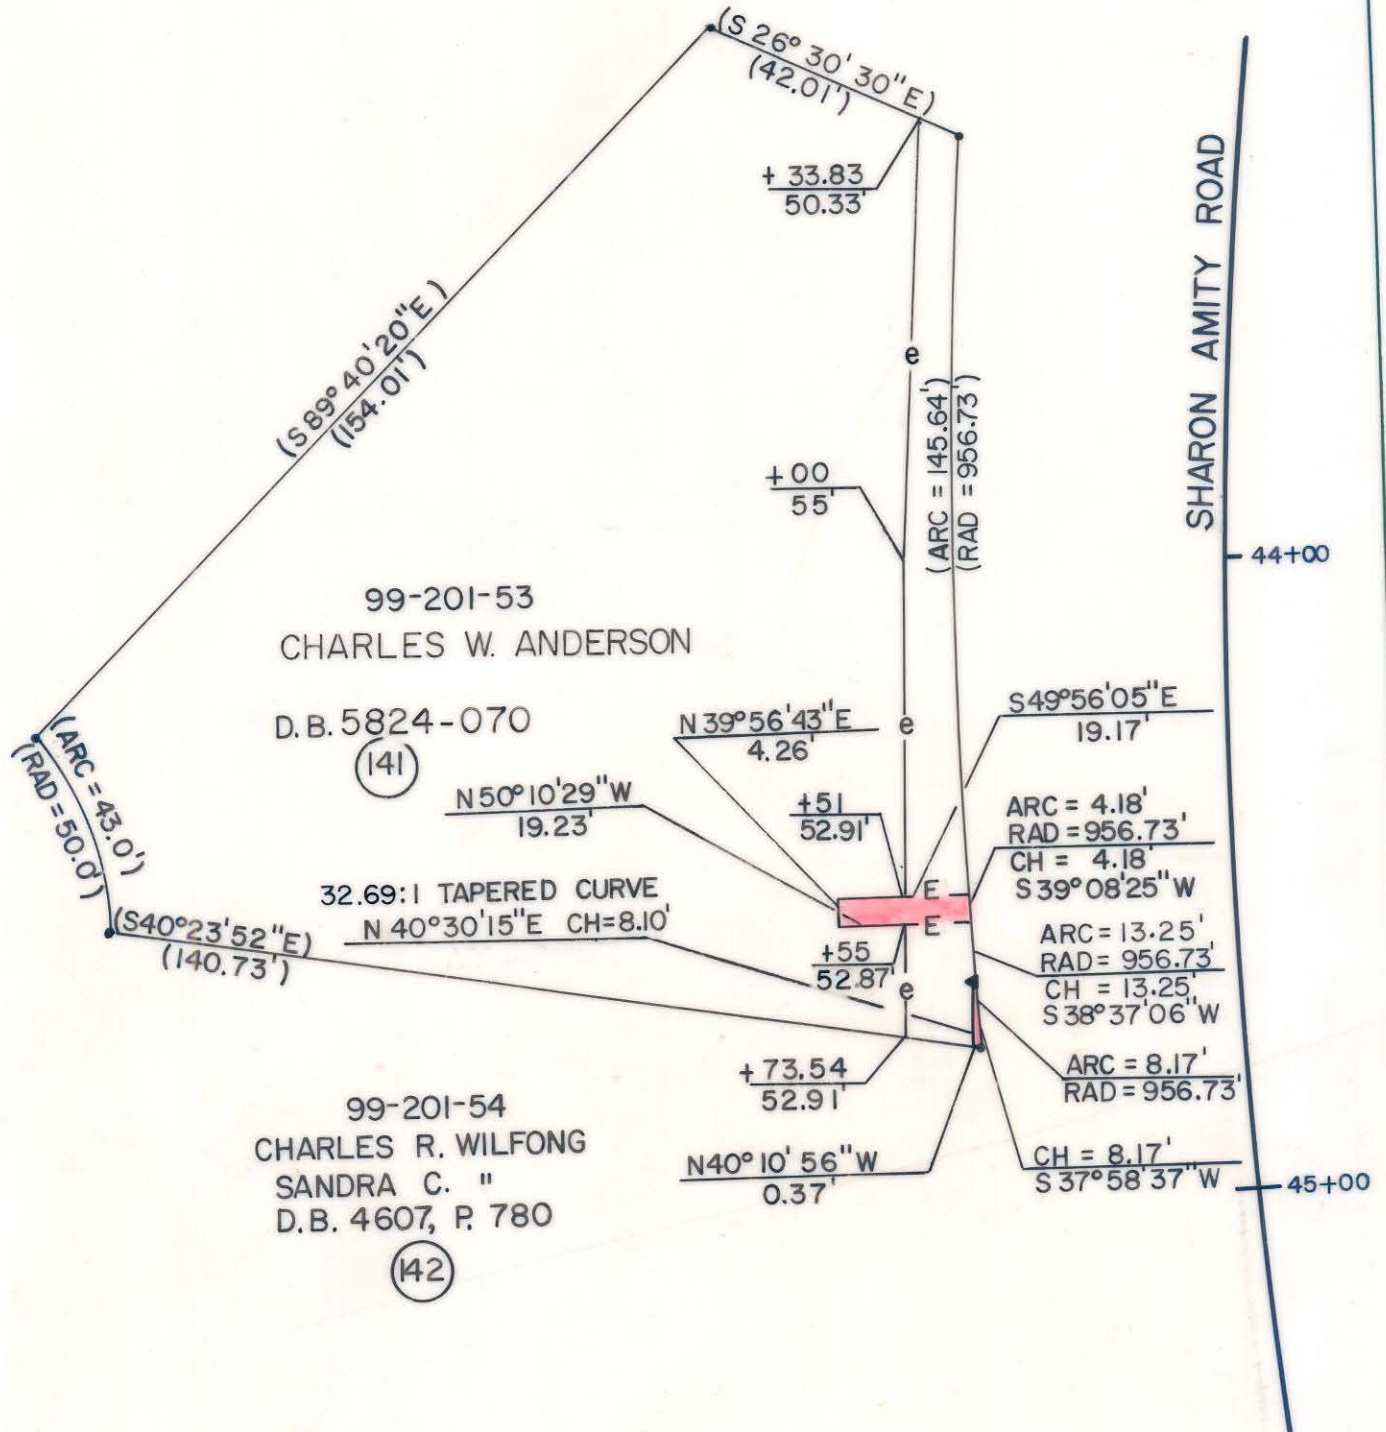 (S 26° 30' 30" E)
(42.01')
+ 33.83
50.33'
SHARON AMITY ROAD
(S 89° 40' 20" E )
(154.01')
e
(ARC = 145.64')
(RAD = 956.73')
+ 00
55'
44+00
99-201-53
CHARLES W. ANDERSON
D.B. 5824-070
(141)
N 39° 56' 43" E
4.26'
e
S 49° 56' 05" E
19.17'
(ARC = 43.0')
(RAD = 50.0')
N 50° 10' 29" W
19.23'
+51
52.91'
ARC = 4.18'
RAD = 956.73'
CH = 4.18'
S 39° 08' 25" W
E
E
32.69:1 TAPERED CURVE
N 40° 30' 15" E CH=8.10'
(S 40° 23' 52" E)
(140.73')
+55
52.87'
e
ARC = 13.25'
RAD = 956.73'
CH = 13.25'
S 38° 37' 06" W
+ 73.54
52.91'
ARC = 8.17'
RAD = 956.73'
99-201-54
CHARLES R. WILFONG
SANDRA C. "
D.B. 4607, P. 780
(142)
N 40° 10' 56" W
0.37'
CH = 8.17'
S 37° 58' 37" W
45+00